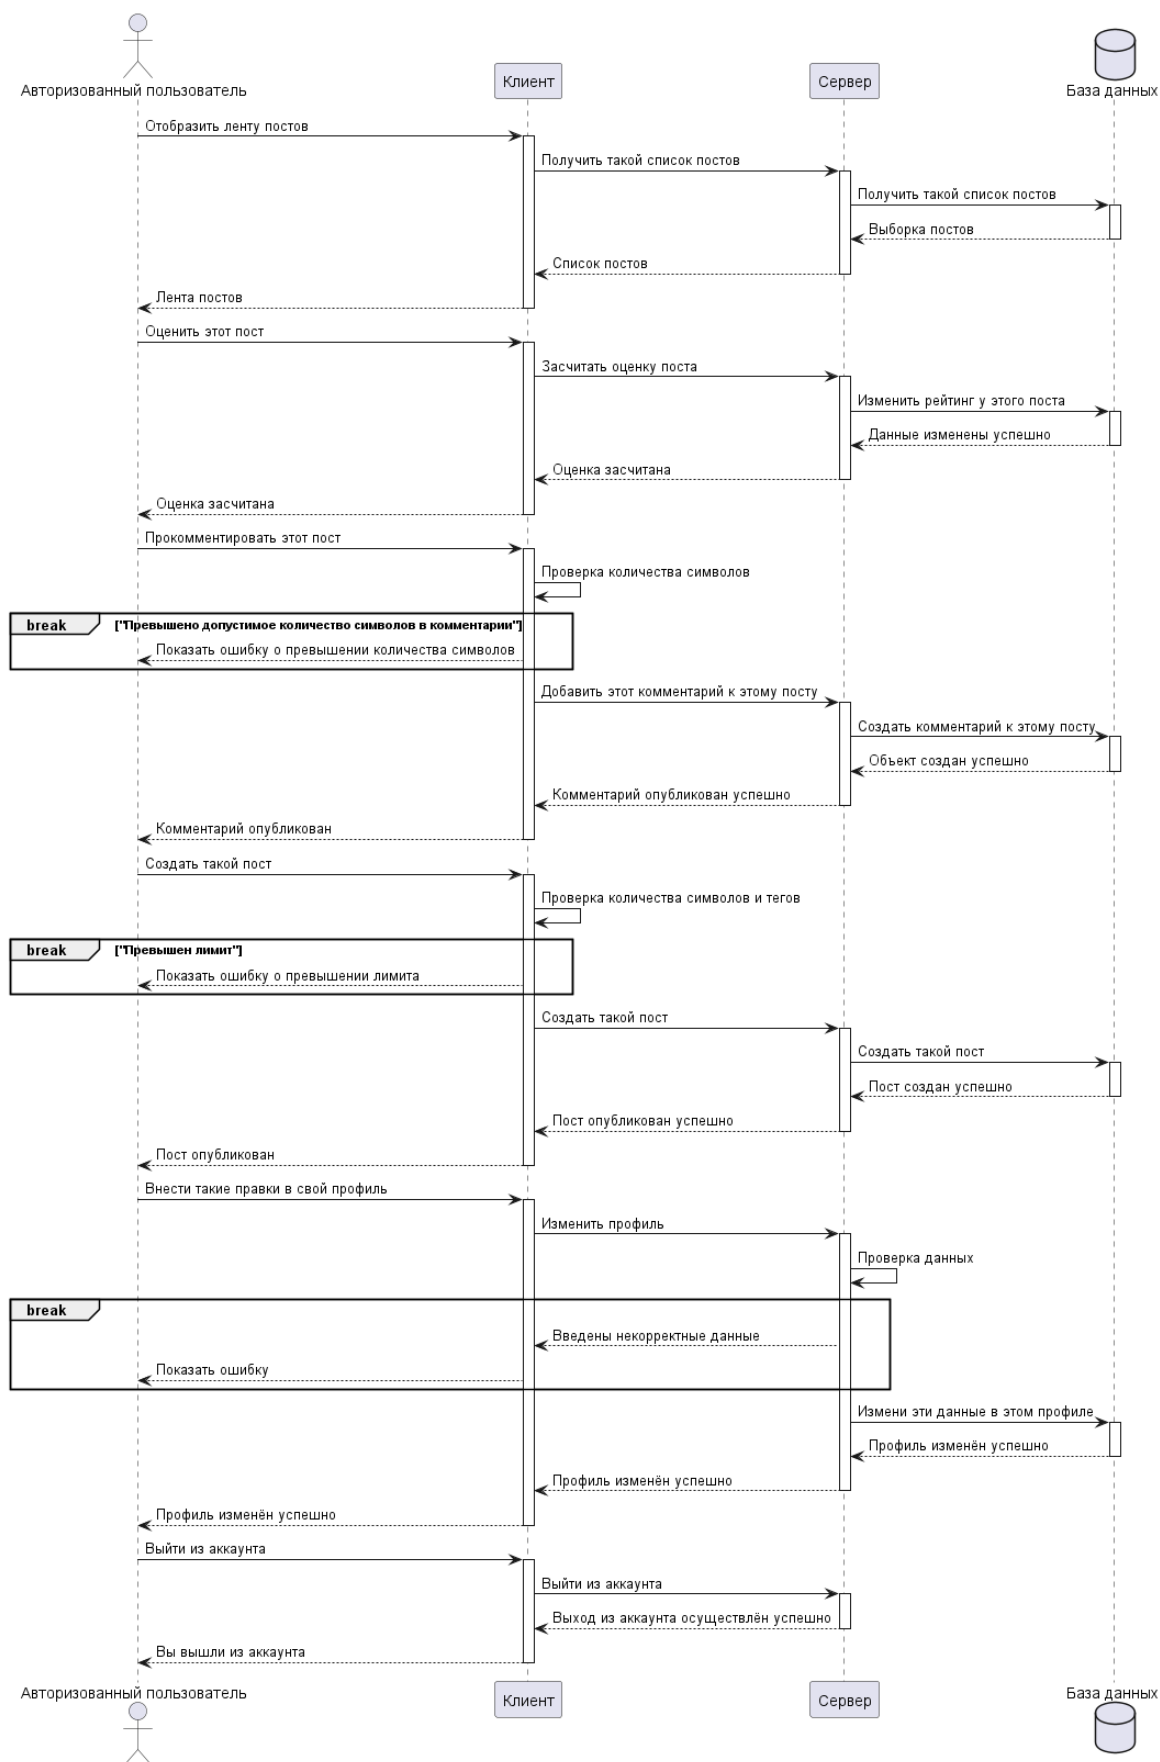 Авторизованный пользователь
Клиент
Сервер
База данных
Отобразить ленту постов
Получить такой список постов
Получить такой список постов
Выборка постов
Список постов
Лента постов
Оценить этот пост
Засчитать оценку поста
Изменить рейтинг у этого поста
Данные изменены успешно
Оценка засчитана
Оценка засчитана
Прокомментировать этот пост
Проверка количества символов
break ["Превышено допустимое количество символов в комментарии"]
Показать ошибку о превышении количества символов
Добавить этот комментарий к этому посту
Создать комментарий к этому посту
Объект создан успешно
Комментарий опубликован успешно
Комментарий опубликован
Создать такой пост
Проверка количества символов и тегов
break ["Превышен лимит"]
Показать ошибку о превышении лимита
Создать такой пост
Создать такой пост
Пост создан успешно
Пост опубликован успешно
Пост опубликован
Внести такие правки в свой профиль
Изменить профиль
Проверка данных
break
Введены некорректные данные
Показать ошибку
Измени эти данные в этом профиле
Профиль изменён успешно
Профиль изменён успешно
Профиль изменён успешно
Выйти из аккаунта
Выйти из аккаунта
Выход из аккаунта осуществлён успешно
Вы вышли из аккаунта
Авторизованный пользователь
Клиент
Сервер
База данных